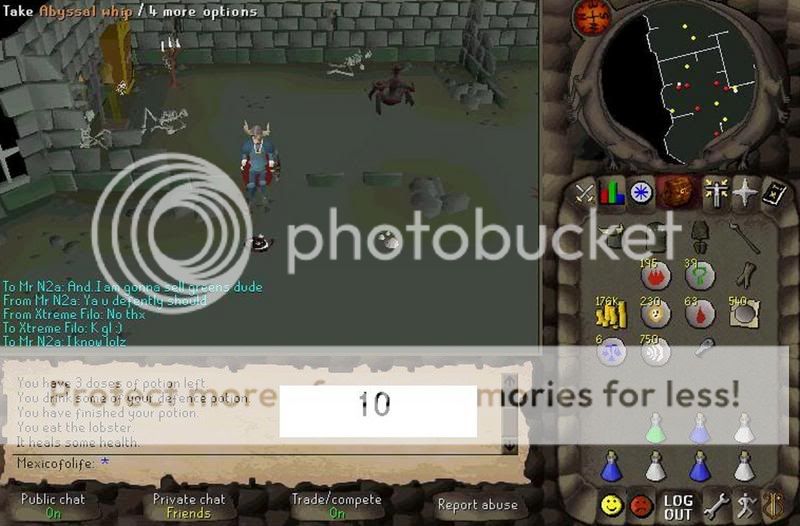 Take Abyssal whip / 4 more options
photobucket
195
39
176K
230
63
540
6
750
To Mr N2a: And I am gonna sell greens dude
From Mr N2a: Ya u defently should
From Xtreme Filo: No thx
To Xtreme Filo: K gl :)
To Mr N2a: I know lolz
Protect more memories for less!
You have 3 doses of potion left.
You drink some of your defence potion.
You have finished your potion.
You eat the lobster.
It heals some health.
10
Mexicofolife: *
Public chat
On
Private chat
Friends
Trade/compete
On
Report abuse
LOG
OUT